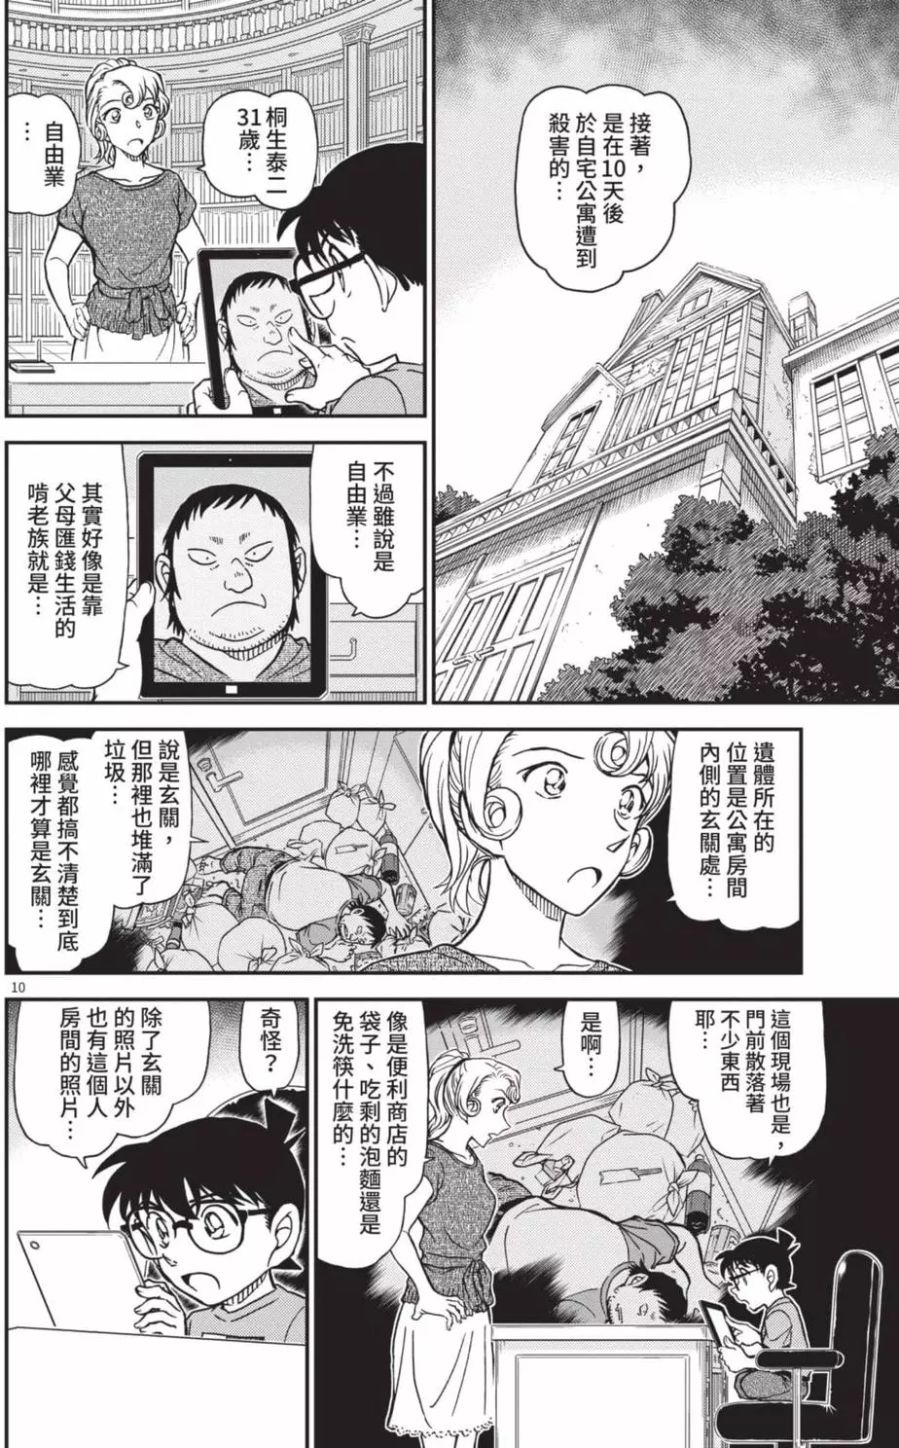 接著，
是在10天後
於自宅公寓遭到
殺害的…
桐生泰二
31歲…
自由業
…
不過雖說是
自由業…
其實好像是靠
父母匯錢生活的
啃老族就是…
遺體所在的
位置是公寓房間
內側的玄關處…
說是玄關，
但那裡也堆滿了
垃圾…
感覺都搞不清楚到底
哪裡才算是玄關…
10
這個現場也是，
門前散落著
不少東西
耶…
是啊…
像是便利商店的
袋子、吃剩的泡麵還是
免洗筷什麼的…
奇怪？
除了玄關
的照片以外
也有這個人
房間的照片…